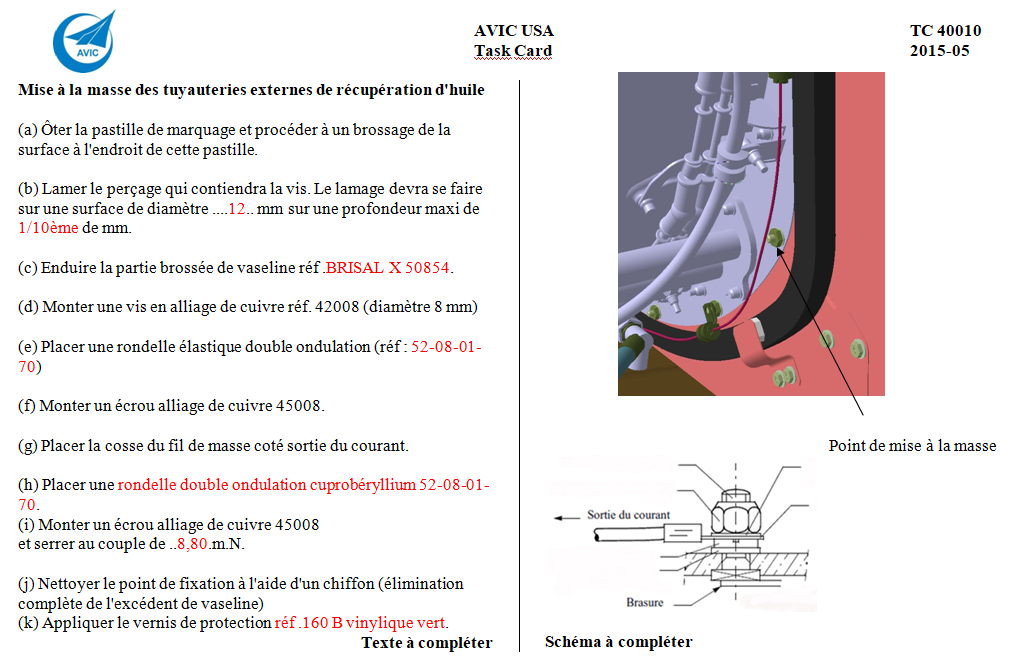 AVIC
AVIC USA
Task Card
TC 40010
2015-05
Mise à la masse des tuyauteries externes de récupération d'huile
(a) Ôter la pastille de marquage et procéder à un brossage de la
surface à l'endroit de cette pastille.
(b) Lamer le perçage qui contiendra la vis. Le lamage devra se faire
sur une surface de diamètre ....12.. mm sur une profondeur maxi de
1/10ème de mm.
(c) Enduire la partie brossée de vaseline réf .BRISAL X 50854.
(d) Monter une vis en alliage de cuivre réf. 42008 (diamètre 8 mm)
(e) Placer une rondelle élastique double ondulation (réf : 52-08-01-
70)
(f) Monter un écrou alliage de cuivre 45008.
(g) Placer la cosse du fil de masse coté sortie du courant.
(h) Placer une rondelle double ondulation cuprobéryllium 52-08-01-
70.
(i) Monter un écrou alliage de cuivre 45008
et serrer au couple de ..8,80.m.N.
(j) Nettoyer le point de fixation à l'aide d'un chiffon (élimination
complète de l'excédent de vaseline)
(k) Appliquer le vernis de protection réf .160 B vinylique vert.
Texte à compléter
Point de mise à la masse
Sortie du courant
Brasure
Schéma à compléter